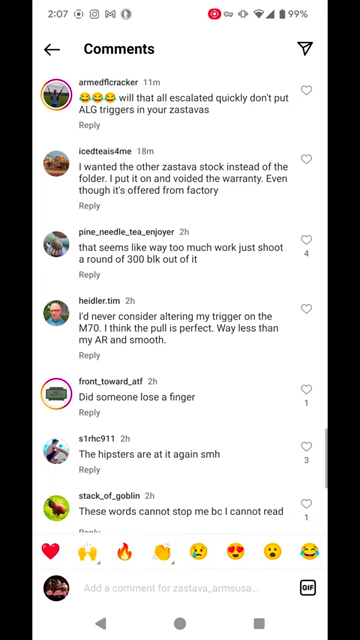 2:07
99%
Comments
armedflcracker 11m
😂😂😂 will that all escalated quickly don't put
ALG triggers in your zastavas
Reply
icedteais4me 18m
I wanted the other zastava stock instead of the
folder. I put it on and voided the warranty. Even
though it's offered from factory
Reply
pine_needle_tea_enjoyer 2h
that seems like way too much work just shoot
a round of 300 blk out of it
4
Reply
heidler.tim 2h
I'd never consider altering my trigger on the
M70. I think the pull is perfect. Way less than
my AR and smooth.
Reply
front_toward_atf 2h
Did someone lose a finger
1
Reply
s1rhc911 2h
The hipsters are at it again smh
3
Reply
stack_of_goblin 2h
These words cannot stop me bc I cannot read
1
Reply
Add a comment for zastava_armsusa...
GIF